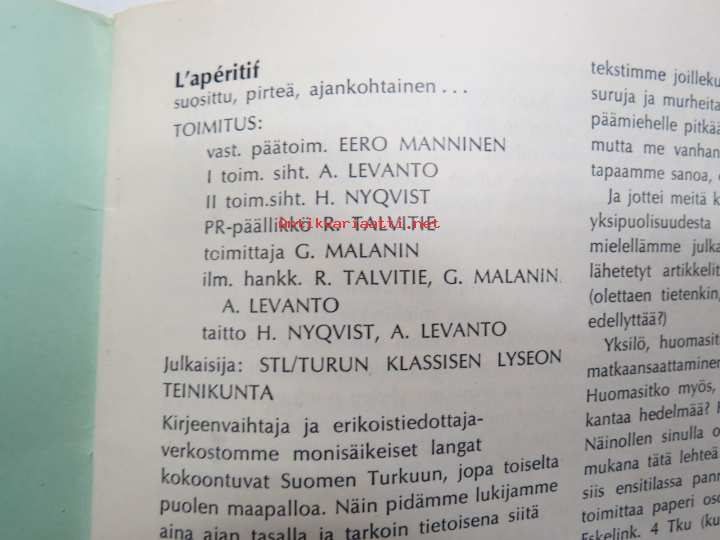 L'apéritif
suosittu, pirteä, ajankohtainen . . .
TOIMITUS:
vast. päätoim. EERO MANNINEN
I toim. siht. A. LEVANTO
II toim.siht. H. NYQVIST
PR-päällikkö R. TALVITIE
Antikvariaatti.net
toimittaja G. MALANIN
ilm. hankk. R. TALVITIE, G. MALANIN,
A. LEVANTO
taitto H. NYQVIST, A. LEVANTO
Julkaisija: STL/TURUN KLASSISEN LYSEON
TEINIKUNTA
Kirjeenvaihtaja ja erikoistiedottaja-
verkostomme monisäikeiset langat
kokoontuvat Suomen Turkuun, jopa toiselta
puolen maapalloa. Näin pidämme lukijamme
aina ajan tasalla ja tarkoin tietoisena siitä
tekstimme joilleku
suruja ja murheita
päämiehelle pitkää
mutta me vanhan
tapaamme sanoa,
Ja jottei meitä
yksipuolisuudesta
mielellämme julka
lähetetyt artikkelit
(olettaen tietenkin,
edellyttää?)
Yksilö, huomasit
matkaansaattaminen
Huomasitko myös,
kantaa hedelmää?
Näinollen sinulla
mukana tätä lehteä
siis ensitilassa pann
toimittaa paperi oso
Eskelink. 4 Tku (ku